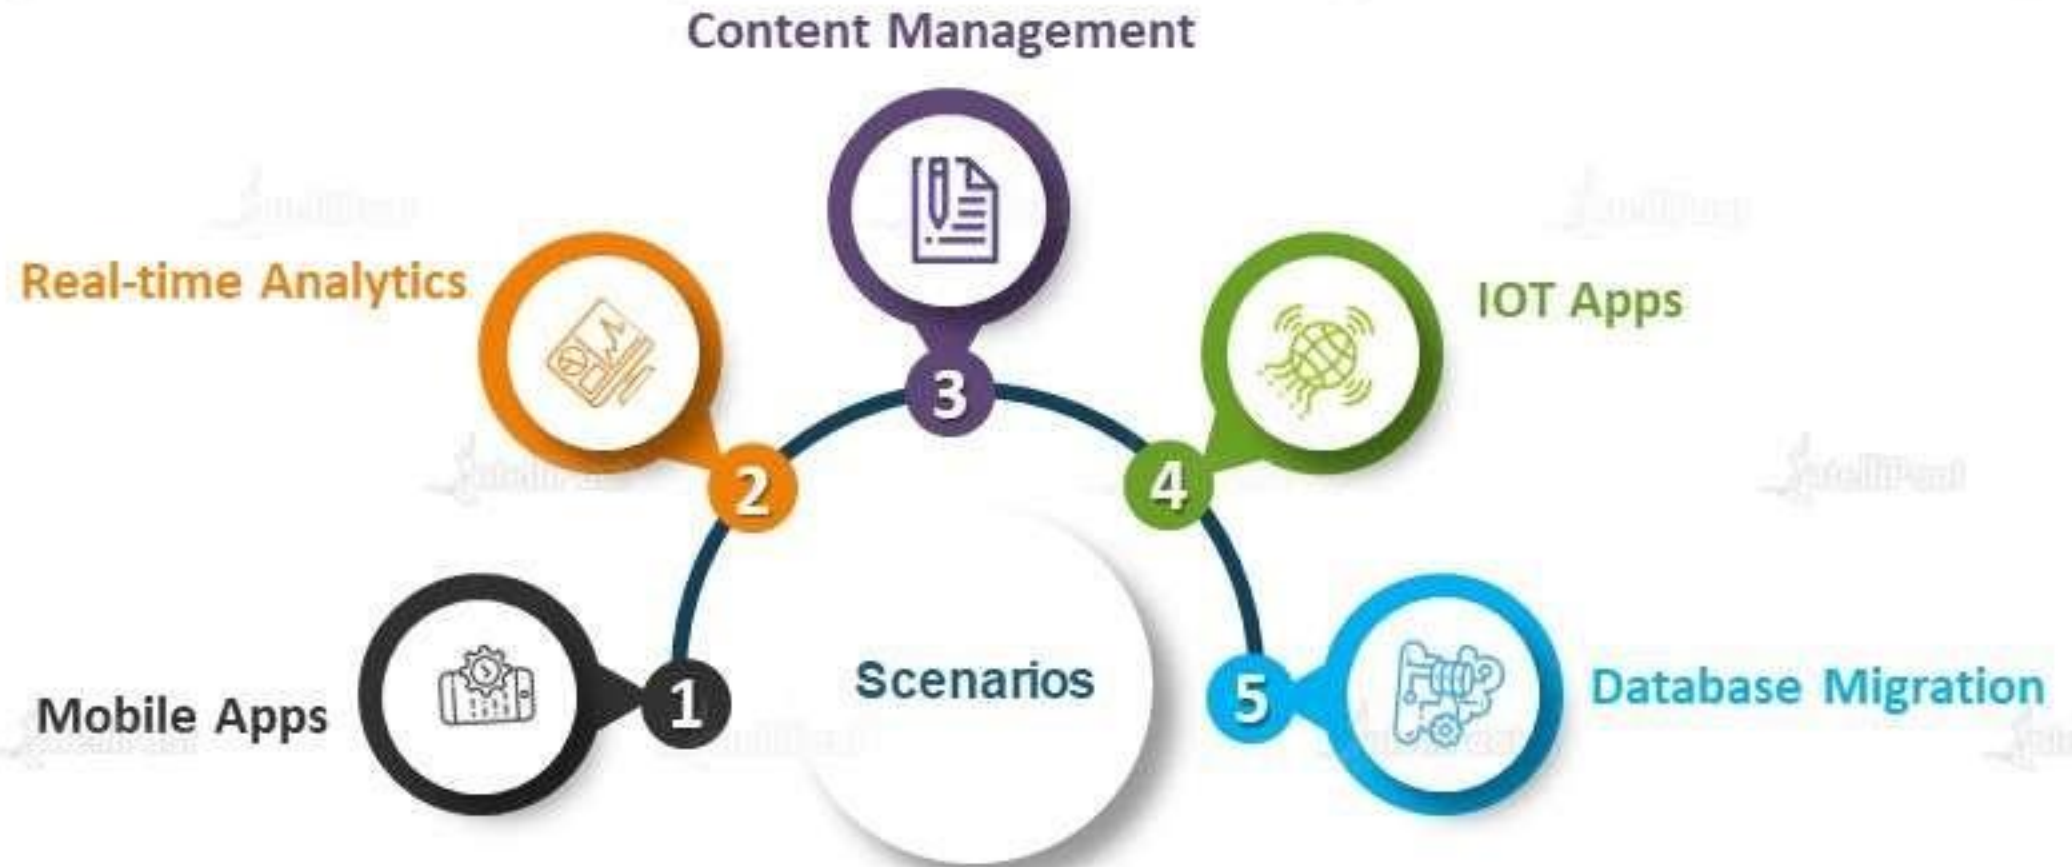 Content Management
Real-time Analytics
IOT Apps
3
2
4
Mobile Apps
1
Scenarios
5
Database Migration